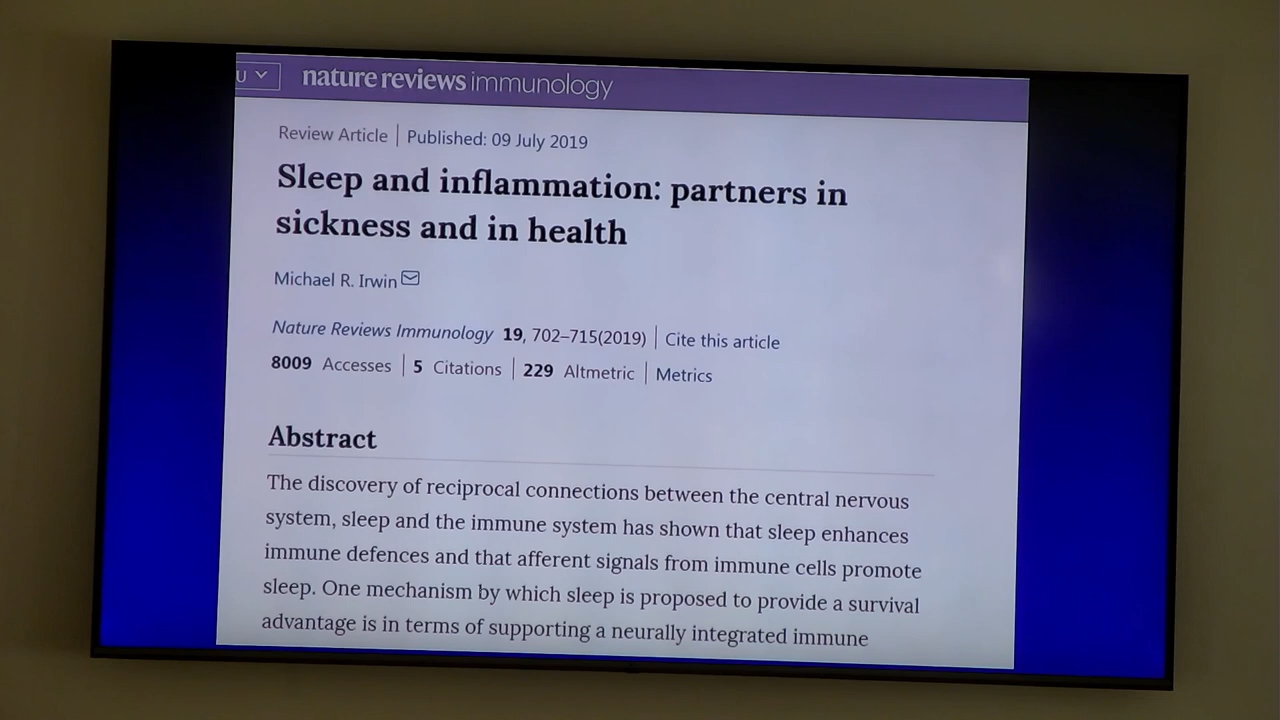 U
nature reviews immunology
Review Article | Published: 09 July 2019
Sleep and inflammation: partners in
sickness and in health
Michael R. Irwin
Nature Reviews Immunology 19, 702–715(2019) | Cite this article
8009 Accesses | 5 Citations | 229 Altmetric | Metrics
Abstract
The discovery of reciprocal connections between the central nervous
system, sleep and the immune system has shown that sleep enhances
immune defences and that afferent signals from immune cells promote
sleep. One mechanism by which sleep is proposed to provide a survival
advantage is in terms of supporting a neurally integrated immune